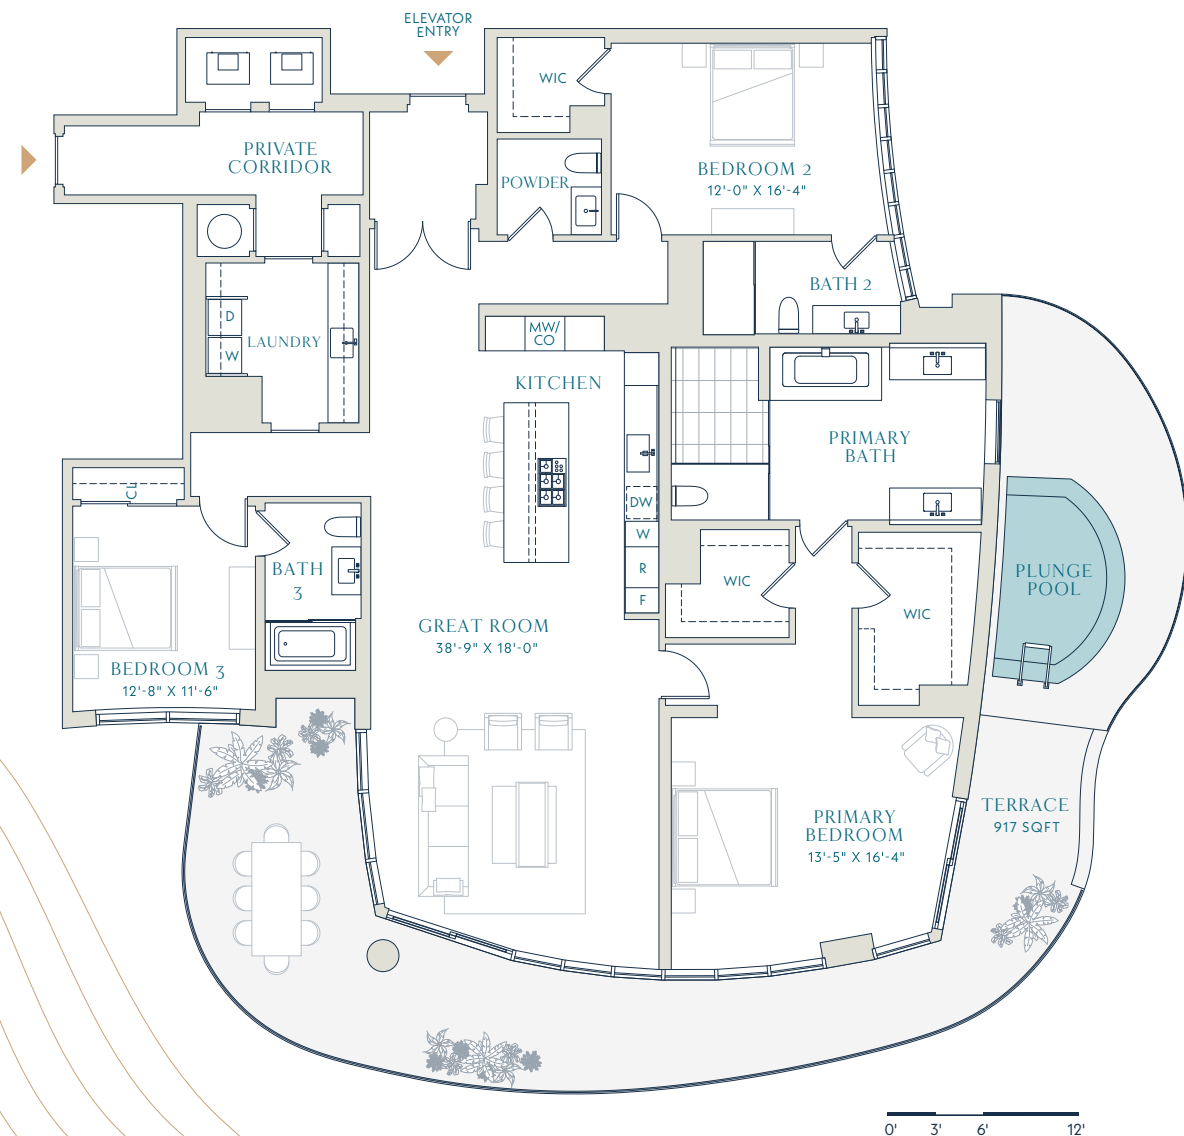 ELEVATOR
ENTRY
WIC
PRIVATE
CORRIDOR
POWDER
BEDROOM 2
12'-0" X 16'-4"
BATH 2
D
W
LAUNDRY
MW/
CO
KITCHEN
PRIMARY
BATH
CL
DW
W
R
F
BATH
3
WIC
WIC
PLUNGE
POOL
GREAT ROOM
38'-9" X 18'-0"
BEDROOM 3
12'-8" X 11'-6"
PRIMARY
BEDROOM
13'-5" X 16'-4"
TERRACE
917 SQFT
0' 3' 6' 12'